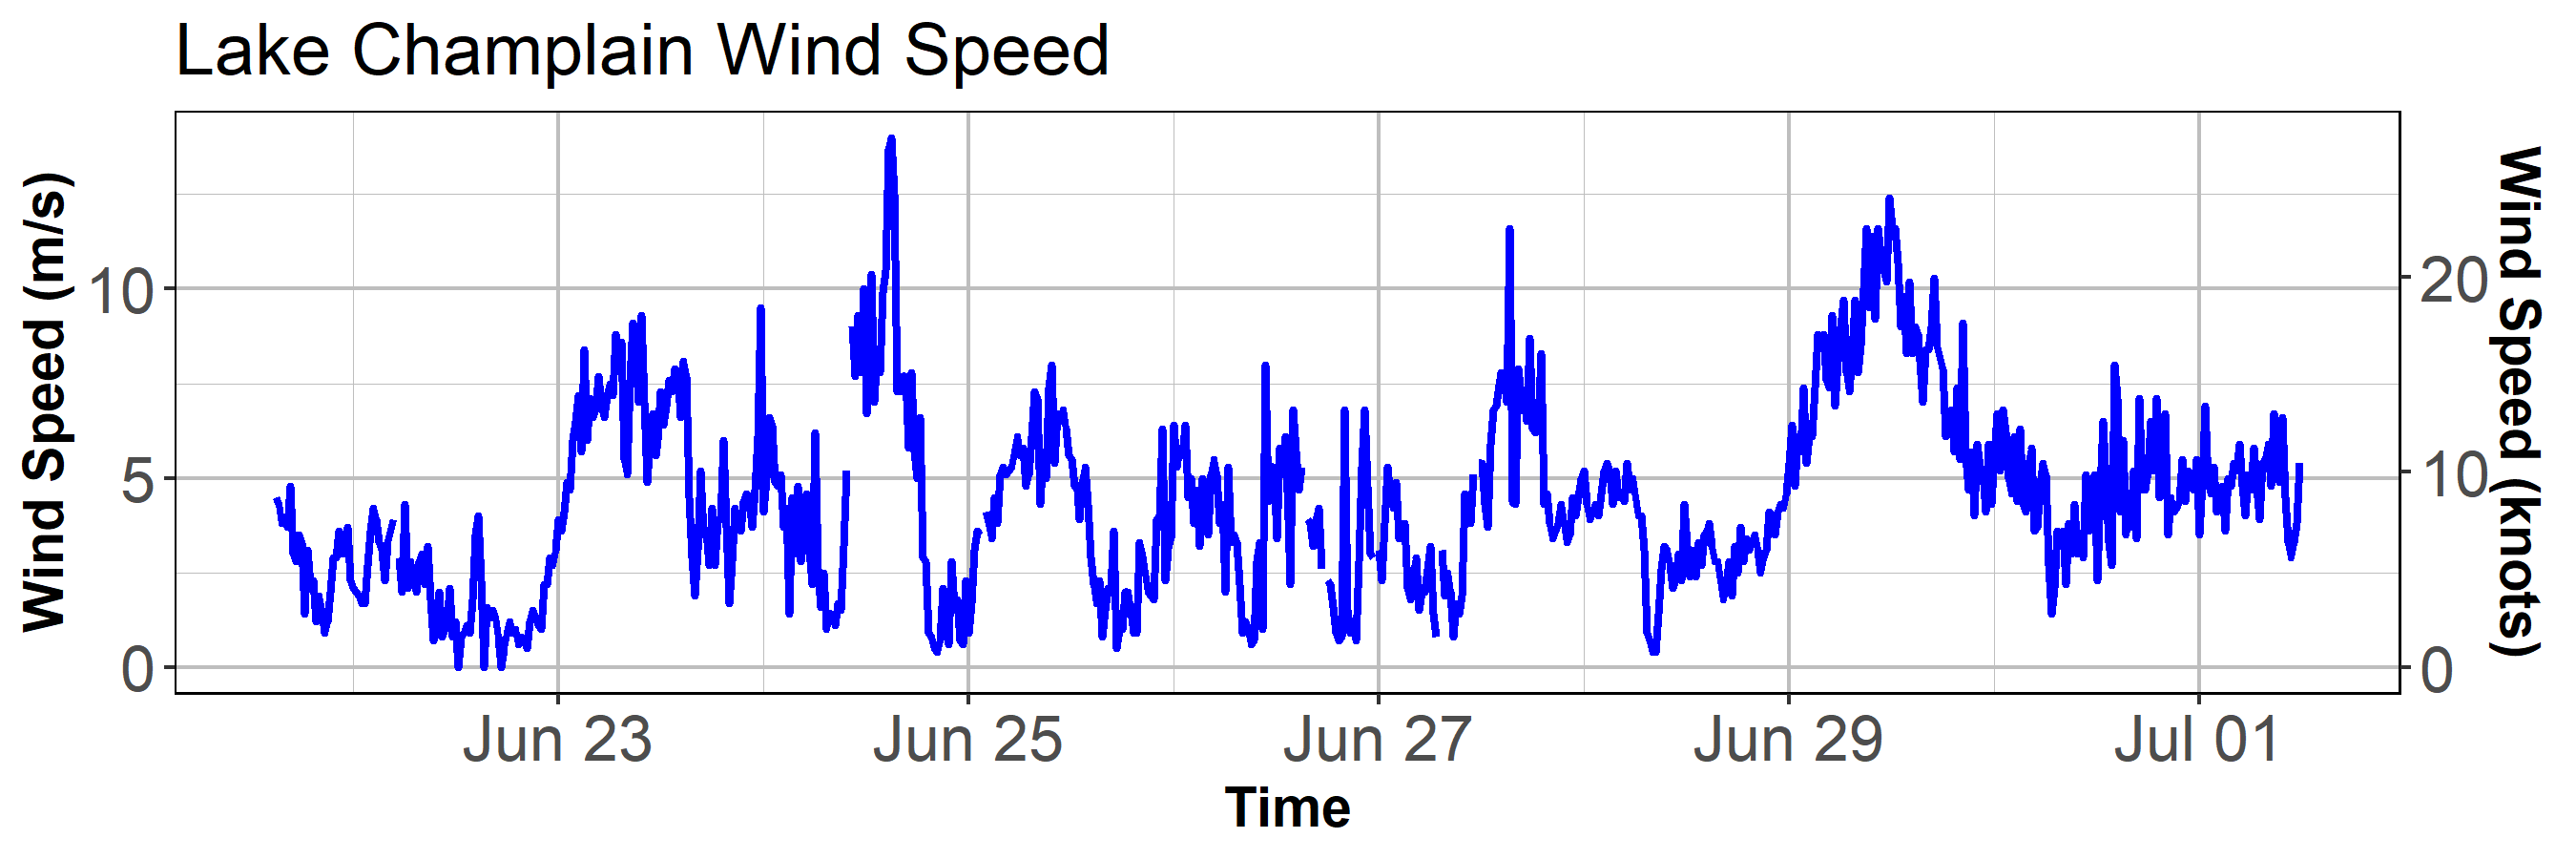 Lake Champlain Wind Speed
Wind Speed (m/s)
10
5
0
20
10
0
Wind Speed (knots)
Jun 23
Jun 25
Jun 27
Jun 29
Jul 01
Time